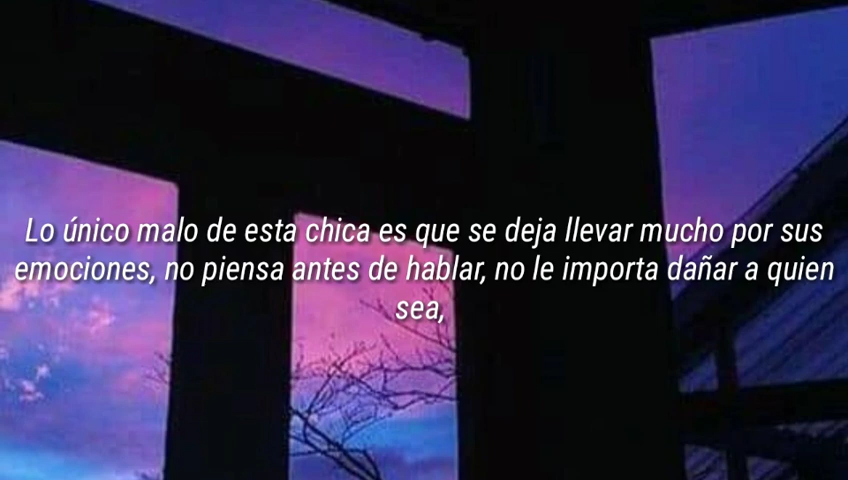 Lo único malo de esta chica es que se deja llevar mucho por sus
emociones, no piensa antes de hablar, no le importa dañar a quien
sea,